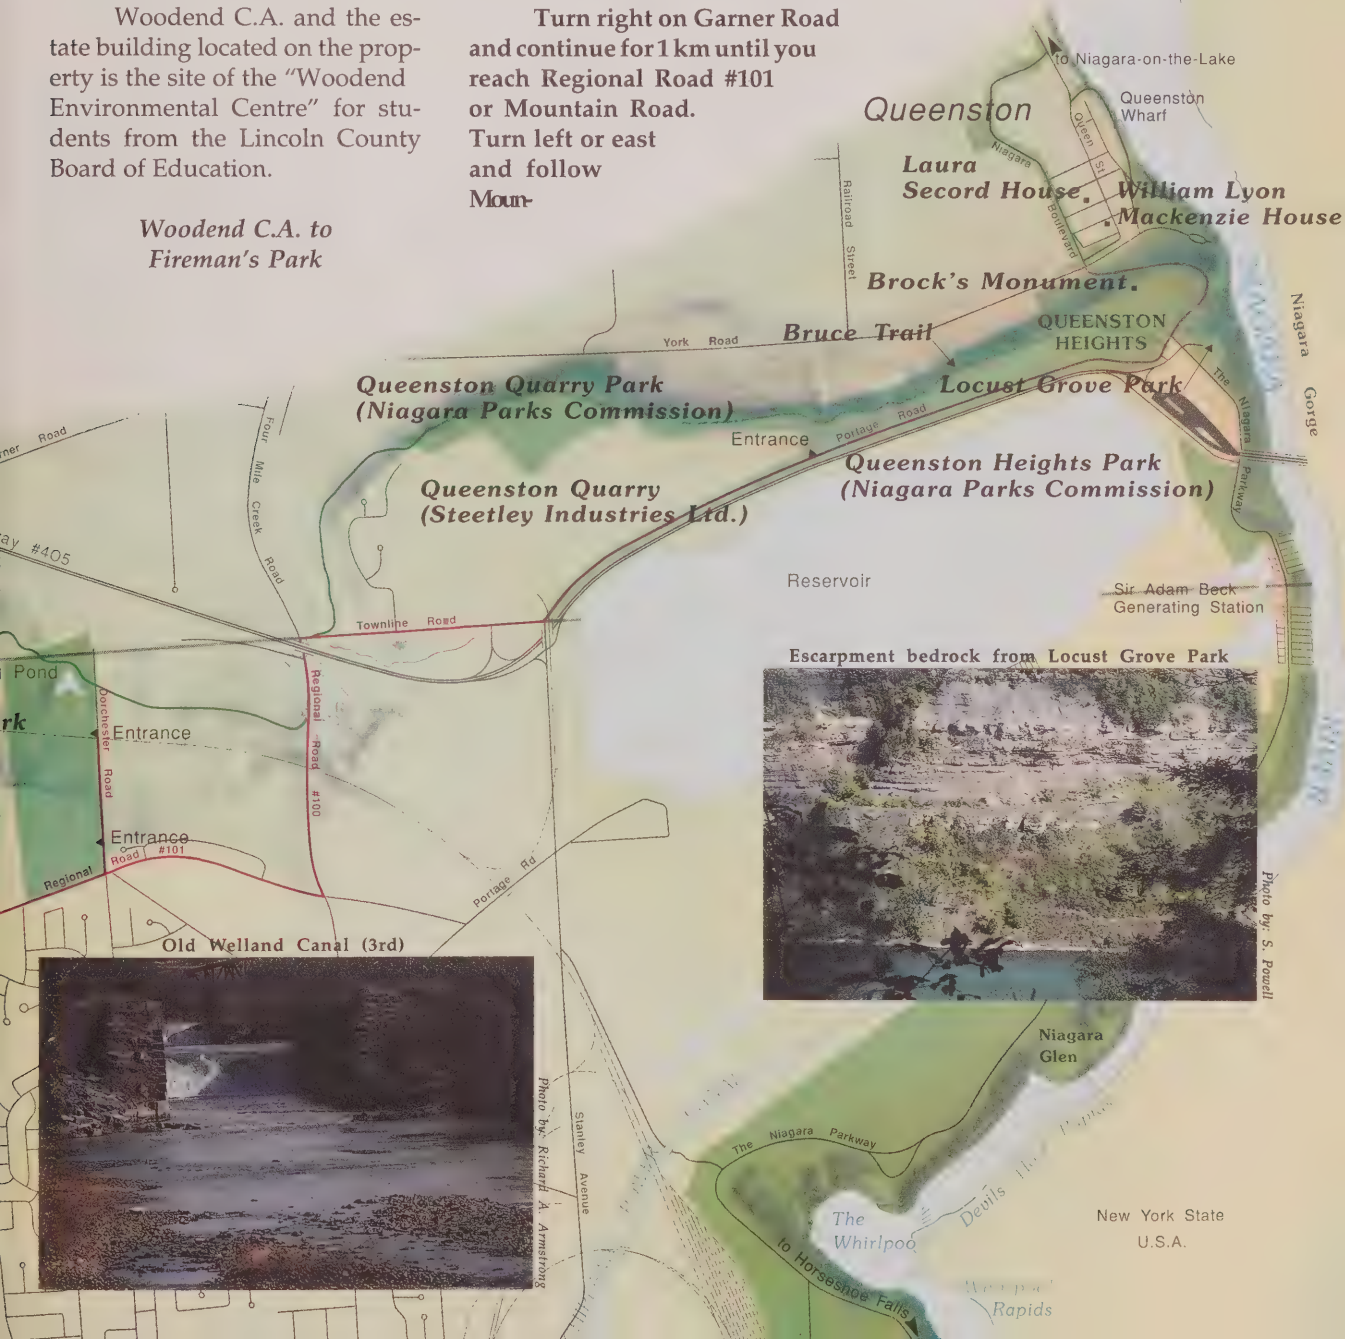 Woodend C.A. and the es-
tate building located on the prop-
erty is the site of the "Woodend
Environmental Centre" for stu-
dents from the Lincoln County
Board of Education.
Woodend C.A. to
Fireman's Park
Turn right on Garner Road
and continue for 1 km until you
reach Regional Road #101
or Mountain Road.
Turn left or east
and follow
Moun-
to Niagara-on-the-Lake
Queenston
Queenston
Wharf
Queen St
Niagara
Boulevard
Laura
Second House
William Lyon
Mackenzie House
Railroad Street
Brock's Monument
Bruce Trail
QUEENSTON
HEIGHTS
York Road
Queenston Quarry Park
(Niagara Parks Commission)
Locust Grove Park
The Niagara Parkway
NIAGARA
Niagara
Gorge
Entrance
Portage Road
Queenston Heights Park
(Niagara Parks Commission)
Queenston Quarry
(Steetley Industries Ltd.)
Four Mile Creek Road
Road
#405
Reservoir
Sir Adam Beck
Generating Station
Townline Road
Pond
Dorchester Road
Entrance
Regional Road #100
Entrance
Regional Road #101
Portage Rd
Escarpment bedrock from Locust Grove Park
Photo by: S. Powell
RIVER
Old Welland Canal (3rd)
Photo by: Richard A. Armstrong
Stanley Avenue
Niagara
Glen
The Niagara Parkway
Devils
The
Whirlpool
to Horseshoe Falls
New York State
U.S.A.
Rapids